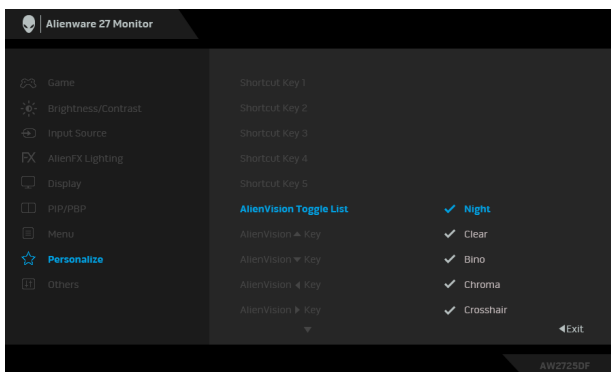 Alienware 27 Monitor
Game
Brightness/Contrast
Input Source
AlienFX Lighting
Display
PIP/PBP
Menu
Personalize
Others
Shortcut Key 1
Shortcut Key 2
Shortcut Key 3
Shortcut Key 4
Shortcut Key 5
AlienVision Toggle List
AlienVision ▲ Key
AlienVision ▼ Key
AlienVision ◀ Key
AlienVision ▶ Key
✓ Night
✓ Clear
✓ Bino
✓ Chroma
✓ Crosshair
◀Exit
AW2725DF